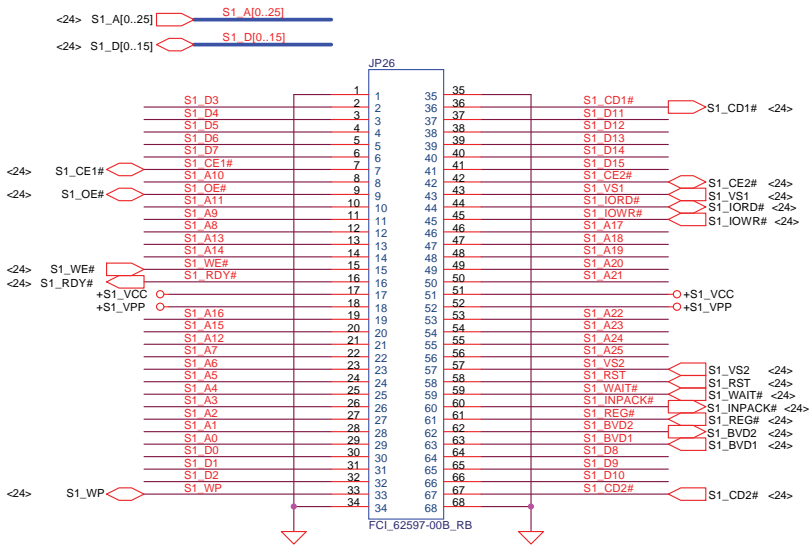 <24> S1_A[0..25] S1_A[0..25]
<24> S1_D[0..15] S1_D[0..15]
JP26
1 1 35 35
S1_D3 2 2 36 36 S1_CD1# S1_CD1# <24>
S1_D4 3 3 37 37 S1_D11
S1_D5 4 4 38 38 S1_D12
S1_D6 5 5 39 39 S1_D13
S1_D7 6 6 40 40 S1_D14
<24> S1_CE1# S1_CE1# 7 7 41 41 S1_D15
S1_A10 8 8 42 42 S1_CE2# S1_CE2# <24>
<24> S1_OE# S1_OE# 9 9 43 43 S1_VS1 S1_VS1 <24>
S1_A11 10 10 44 44 S1_IORD# S1_IORD# <24>
S1_A9 11 11 45 45 S1_IOWR# S1_IOWR# <24>
S1_A8 12 12 46 46 S1_A17
S1_A13 13 13 47 47 S1_A18
S1_A14 14 14 48 48 S1_A19
<24> S1_WE# S1_WE# 15 15 49 49 S1_A20
<24> S1_RDY# S1_RDY# 16 16 50 50 S1_A21
+S1_VCC 17 17 51 51 +S1_VCC
+S1_VPP 18 18 52 52 +S1_VPP
S1_A16 19 19 53 53 S1_A22
S1_A15 20 20 54 54 S1_A23
S1_A12 21 21 55 55 S1_A24
S1_A7 22 22 56 56 S1_A25
S1_A6 23 23 57 57 S1_VS2 S1_VS2 <24>
S1_A5 24 24 58 58 S1_RST S1_RST <24>
S1_A4 25 25 59 59 S1_WAIT# S1_WAIT# <24>
S1_A3 26 26 60 60 S1_INPACK# S1_INPACK# <24>
S1_A2 27 27 61 61 S1_REG# S1_REG# <24>
S1_A1 28 28 62 62 S1_BVD2 S1_BVD2 <24>
S1_A0 29 29 63 63 S1_BVD1 S1_BVD1 <24>
S1_D0 30 30 64 64 S1_D8
S1_D1 31 31 65 65 S1_D9
S1_D2 32 32 66 66 S1_D10
<24> S1_WP S1_WP 33 33 67 67 S1_CD2# S1_CD2# <24>
34 34 68 68
FCI_62597-00B_RB